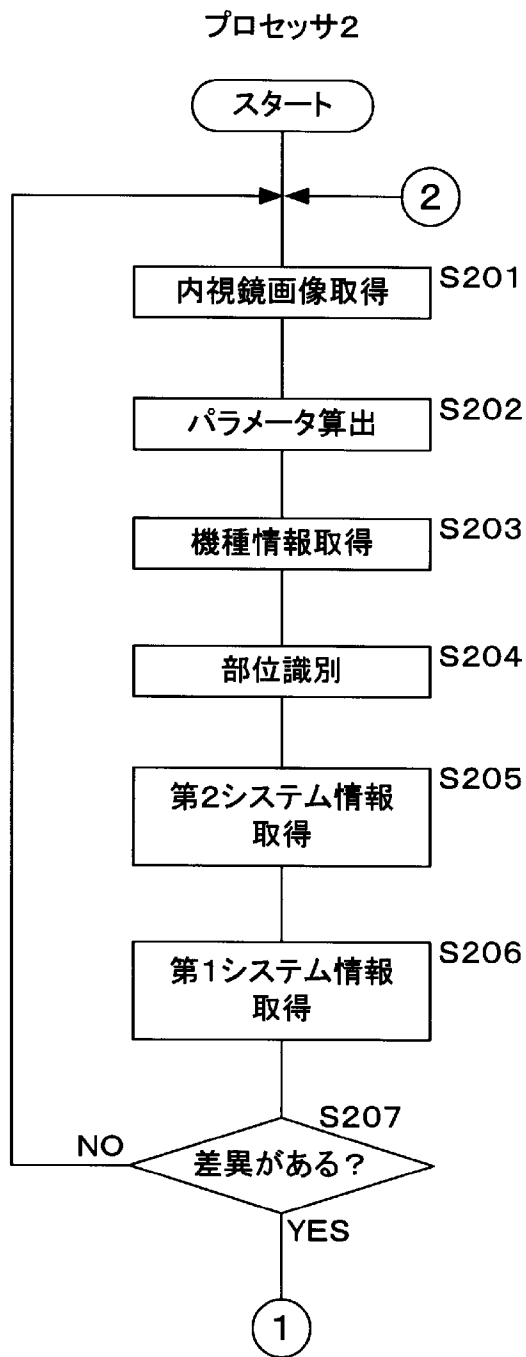 プロセッサ2
スタート
2
内視鏡画像取得
S201
パラメータ算出
S202
機種情報取得
S203
部位識別
S204
第2システム情報
取得
S205
第1システム情報
取得
S206
S207
差異がある?
NO
YES
1